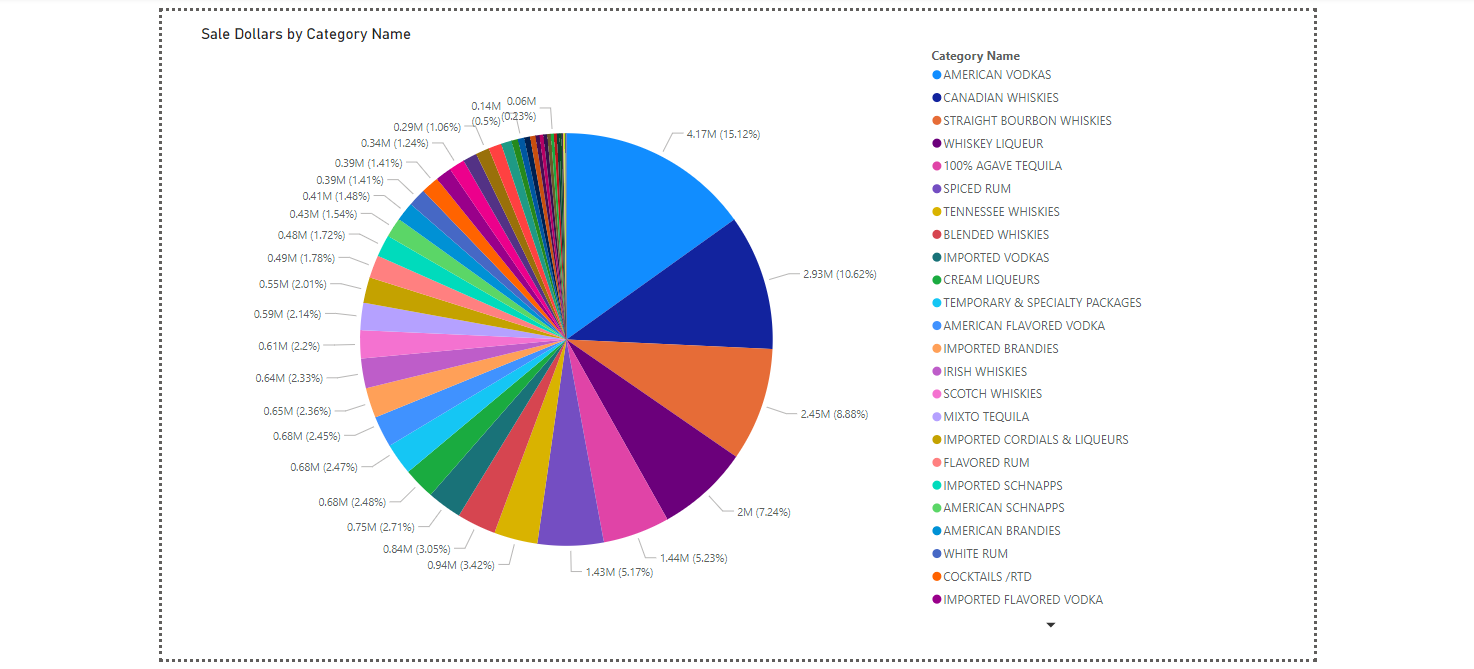 Sale Dollars by Category Name
4.17M (15.12%)
2.93M (10.62%)
2.45M (8.88%)
2M (7.24%)
1.44M (5.23%)
1.43M (5.17%)
0.94M (3.42%)
0.84M (3.05%)
0.75M (2.71%)
0.68M (2.48%)
0.68M (2.47%)
0.68M (2.45%)
0.65M (2.36%)
0.64M (2.33%)
0.61M (2.2%)
0.59M (2.14%)
0.55M (2.01%)
0.49M (1.78%)
0.48M (1.72%)
0.43M (1.54%)
0.41M (1.48%)
0.39M (1.41%)
0.39M (1.41%)
0.34M (1.24%)
0.29M (1.06%)
0.14M
(0.5%)
0.06M
(0.23%)
Category Name
AMERICAN VODKAS
CANADIAN WHISKIES
STRAIGHT BOURBON WHISKIES
WHISKEY LIQUEUR
100% AGAVE TEQUILA
SPICED RUM
TENNESSEE WHISKIES
BLENDED WHISKIES
IMPORTED VODKAS
CREAM LIQUEURS
TEMPORARY & SPECIALTY PACKAGES
AMERICAN FLAVORED VODKA
IMPORTED BRANDIES
IRISH WHISKIES
SCOTCH WHISKIES
MIXTO TEQUILA
IMPORTED CORDIALS & LIQUEURS
FLAVORED RUM
IMPORTED SCHNAPPS
AMERICAN SCHNAPPS
AMERICAN BRANDIES
WHITE RUM
COCKTAILS /RTD
IMPORTED FLAVORED VODKA